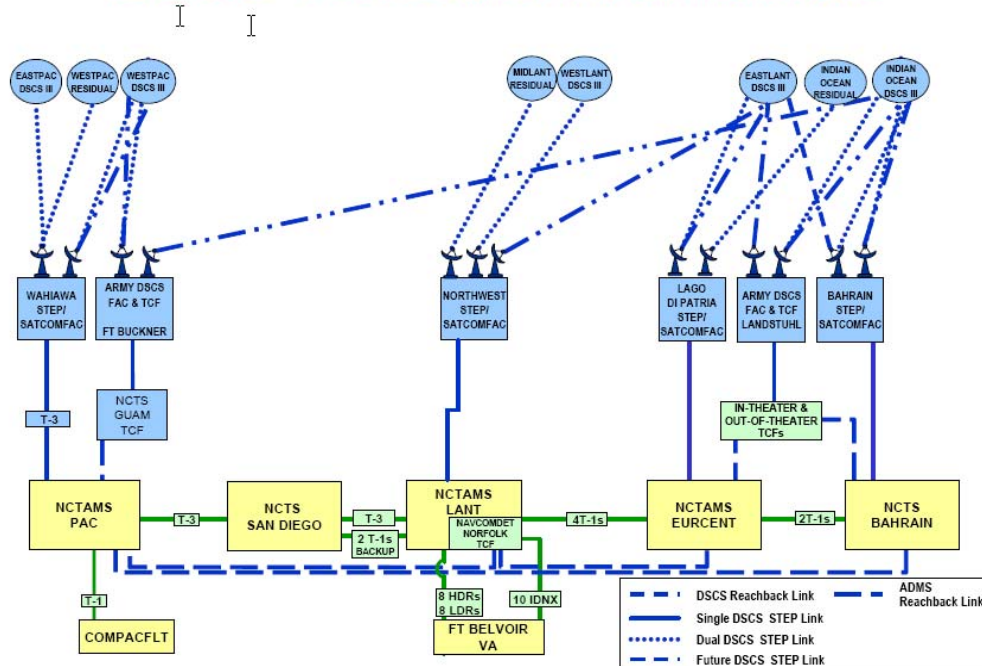 EASTPAC
DSCS III
WESTPAC
RESIDUAL
WESTPAC
DSCS III
MIDLANT
RESIDUAL
WESTLANT
DSCS III
EASTLANT
DSCS III
INDIAN
OCEAN
RESIDUAL
INDIAN
OCEAN
DSCS III
WAHIAWA
STEP/
SATCOMFAC
ARMY DSCS
FAC & TCF
FT BUCKNER
NORTHWEST
STEP/
SATCOMFAC
LAGO
DI PATRIA
STEP/
SATCOMFAC
ARMY DSCS
FAC & TCF
LANDSTUHL
BAHRAIN
STEP/
SATCOMFAC
T-3
NCTS
GUAM
TCF
IN-THEATER &
OUT-OF-THEATER
TCFs
NCTAMS
PAC
T-3
NCTS
SAN DIEGO
T-3
2 T-1s
BACKUP
NCTAMS
LANT
NAVCOMDET
NORFOLK
TCF
4T-1s
NCTAMS
EURCENT
2T-1s
NCTS
BAHRAIN
T-1
8 HDRs
8 LDRs
10 IDNX
COMPACFLT
FT BELVOIR
VA
DSCS Reachback Link
ADMS
Reachback Link
Single DSCS STEP Link
Dual DSCS STEP Link
Future DSCS STEP Link